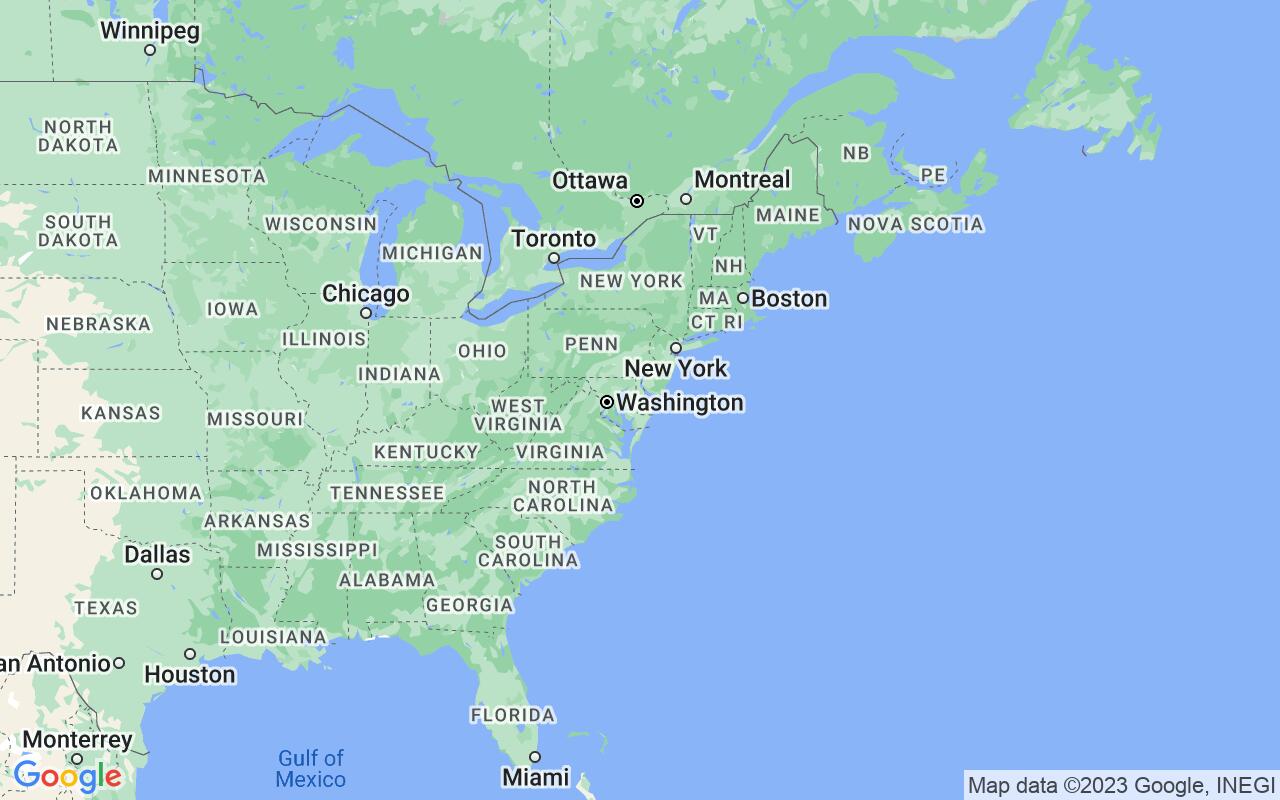 Winnipeg
NORTH
DAKOTA
MINNESOTA
Ottawa
Montreal
NB
PE
SOUTH
DAKOTA
WISCONSIN
MICHIGAN
Toronto
VT
MAINE
NOVA SCOTIA
NH
NEW YORK
Chicago
IOWA
MA
Boston
NEBRASKA
ILLINOIS
CT RI
OHIO
PENN
INDIANA
New York
KANSAS
MISSOURI
WEST
VIRGINIA
Washington
KENTUCKY
VIRGINIA
OKLAHOMA
TENNESSEE
NORTH
CAROLINA
ARKANSAS
Dallas
MISSISSIPPI
SOUTH
CAROLINA
ALABAMA
TEXAS
GEORGIA
LOUISIANA
an Antonio
Houston
FLORIDA
Monterrey
Gulf of
Mexico
Miami
Google
Map data ©2023 Google, INEGI